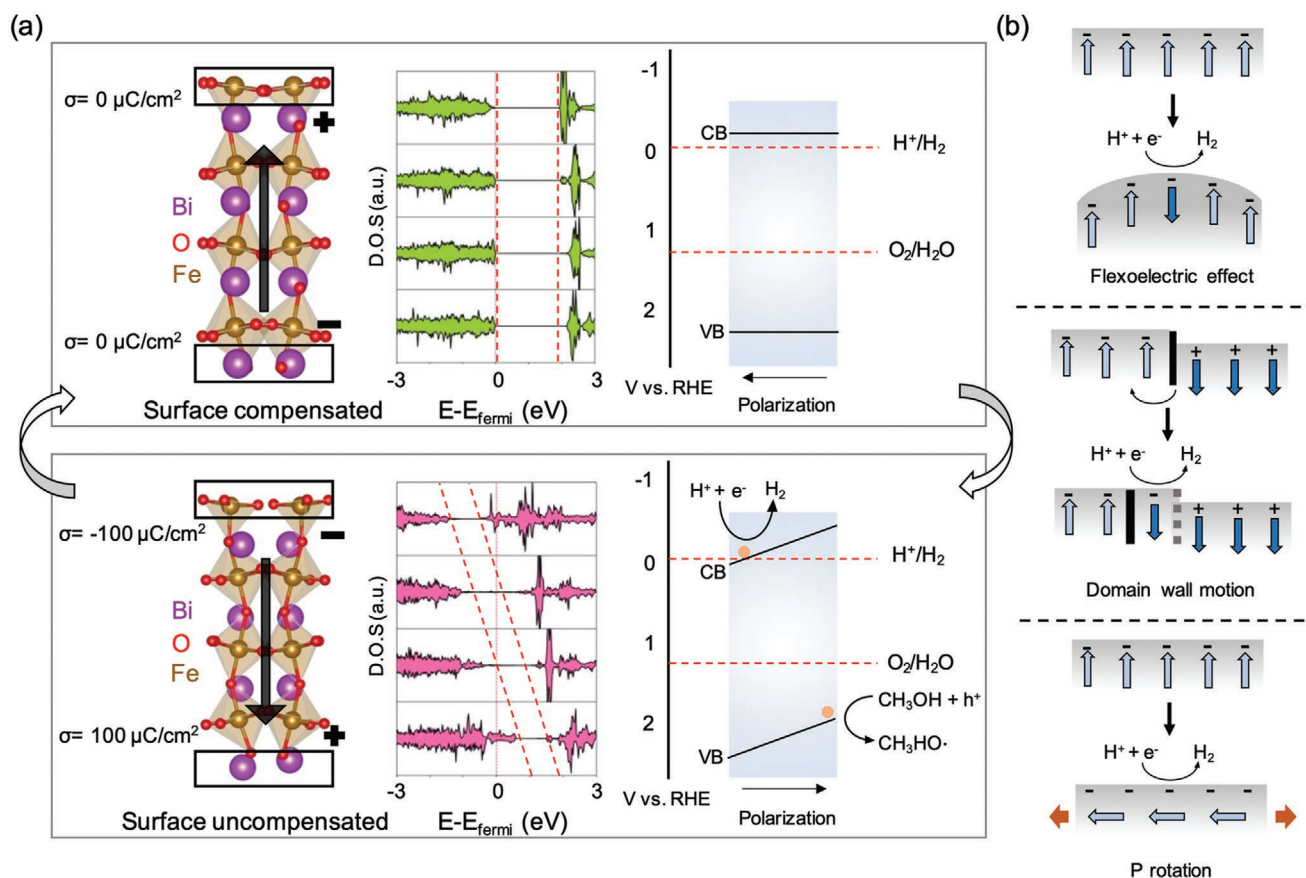 (a)
σ= 0 μC/cm²
+
Bi
O
Fe
−
σ= 0 μC/cm²
Surface compensated
D.O.S (a.u.)
-3 0 3
E-E_fermi (eV)
-1
0
1
2
V vs. RHE
CB
VB
H⁺/H₂
O₂/H₂O
Polarization
σ= -100 μC/cm²
−
Bi
O
Fe
σ= 100 μC/cm²
+
Surface uncompensated
D.O.S (a.u.)
-3 0 3
E-E_fermi (eV)
-1
0
1
2
V vs. RHE
H⁺ + e⁻ H₂
CB
VB
H⁺/H₂
O₂/H₂O
CH₃OH + h⁺
CH₃HO·
Polarization
(b)
- - - - -
H⁺ + e⁻ H₂
- - - - -
Flexoelectric effect
- - - + + +
H⁺ + e⁻ H₂
- - - + + +
Domain wall motion
- - - - -
H⁺ + e⁻ H₂
- - - - -
P rotation